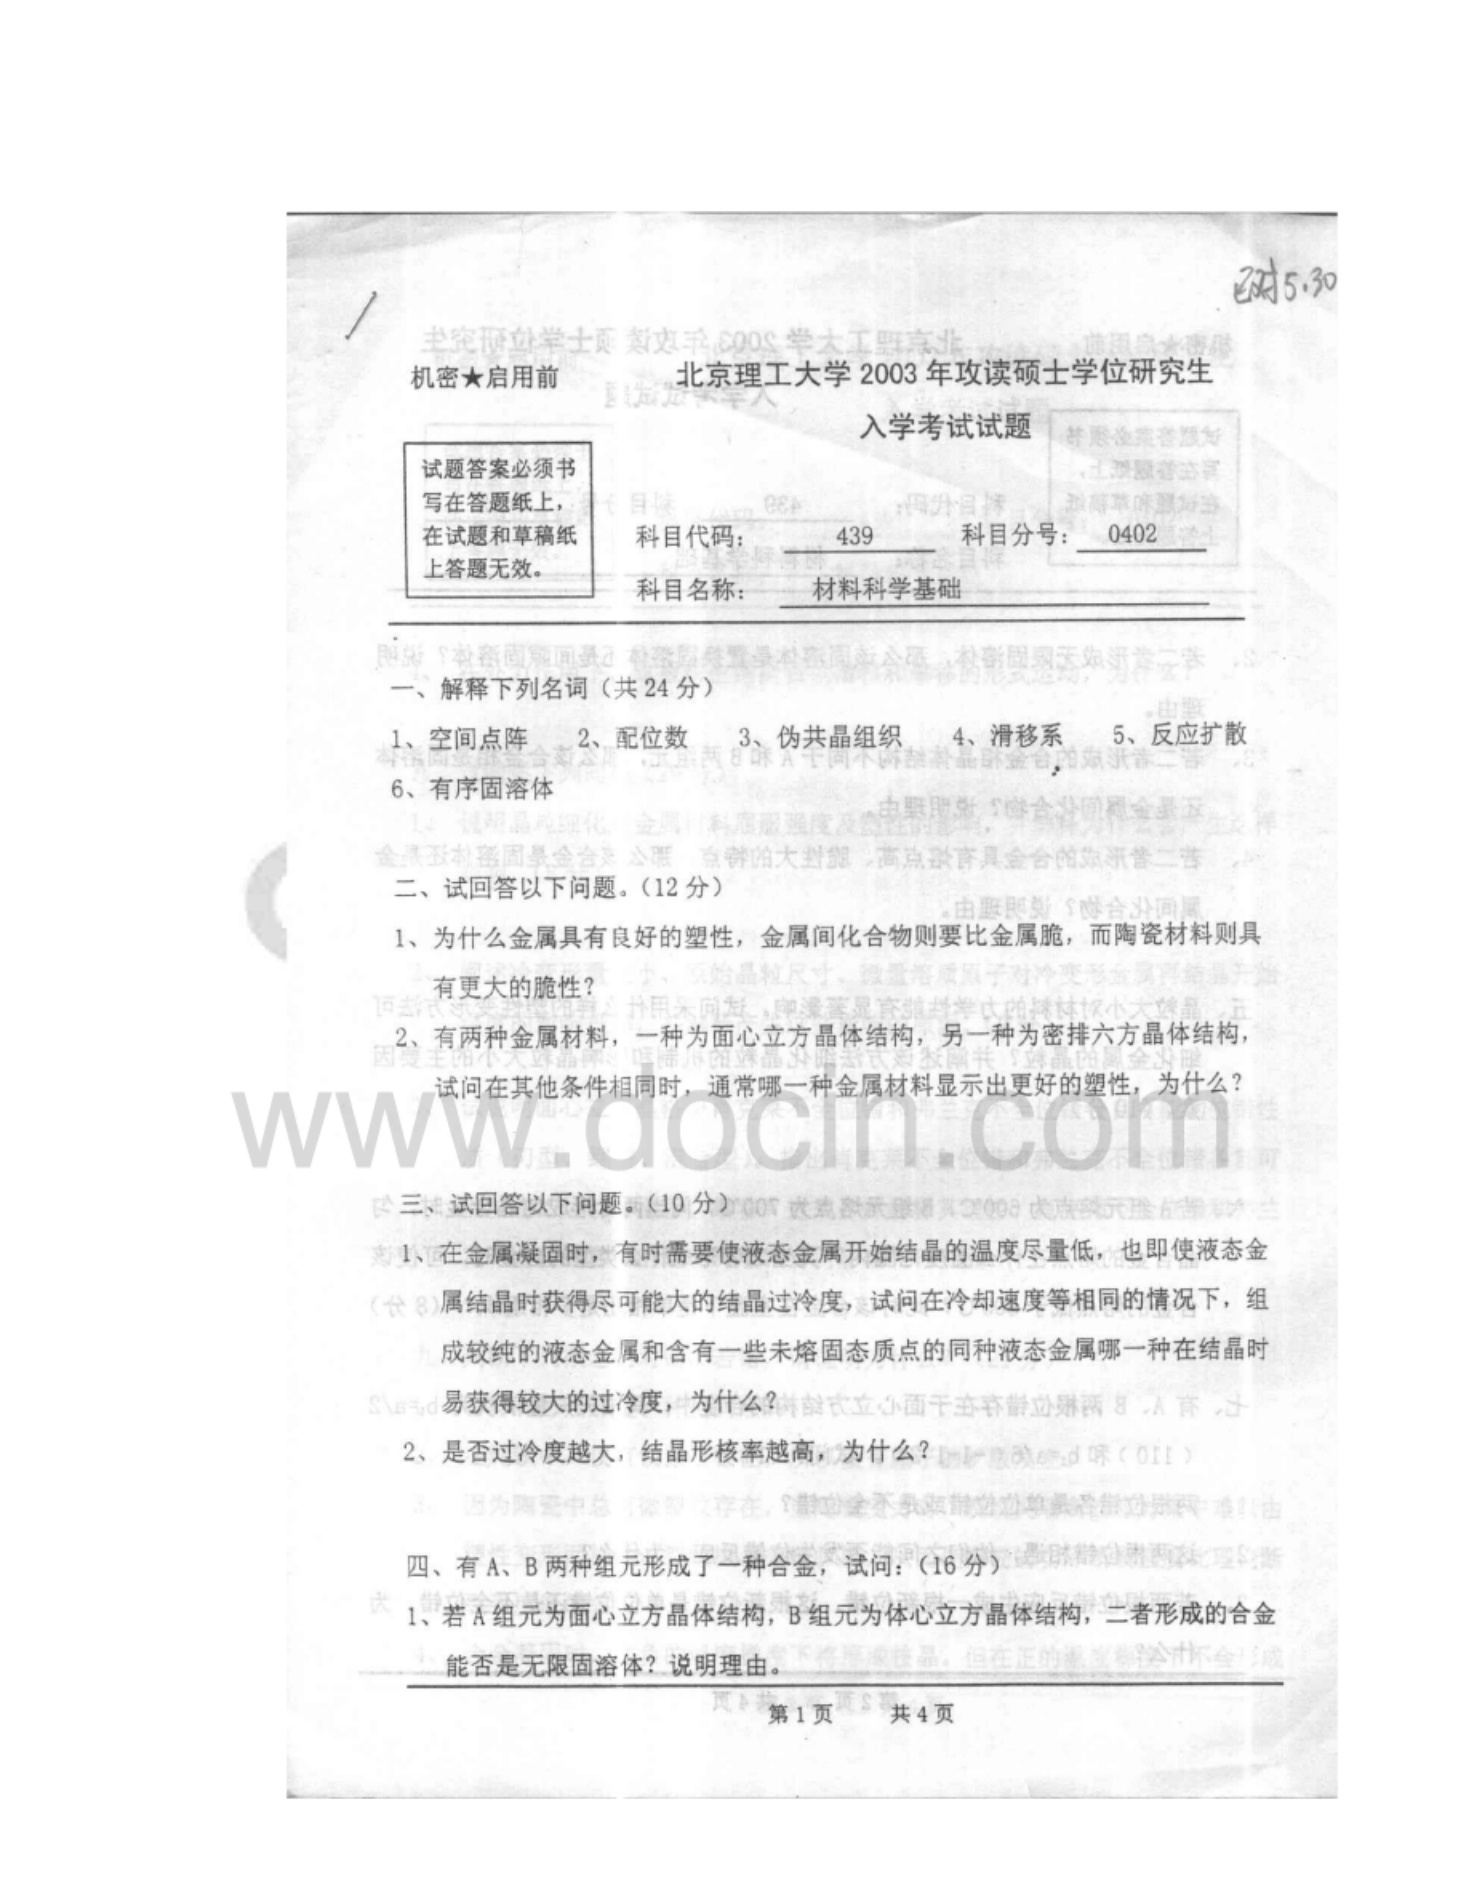 已对 5.30
机密★启用前
北京理工大学 2003 年攻读硕士学位研究生
入学考试试题
试题答案必须书
写在答题纸上，
在试题和草稿纸
上答题无效。
科目代码： 439 科目分号： 0402
科目名称： 材料科学基础
一、解释下列名词（共 24 分）
1、空间点阵 2、配位数 3、伪共晶组织 4、滑移系 5、反应扩散
6、有序固溶体
二、试回答以下问题。（12 分）
1、为什么金属具有良好的塑性，金属间化合物则要比金属脆，而陶瓷材料则具
有更大的脆性？
2、有两种金属材料，一种为面心立方晶体结构，另一种为密排六方晶体结构，
试问在其他条件相同时，通常哪一种金属材料显示出更好的塑性，为什么？
www.docin.com
三、试回答以下问题。（10 分）
1、在金属凝固时，有时需要使液态金属开始结晶的温度尽量低，也即使液态金
属结晶时获得尽可能大的结晶过冷度，试问在冷却速度等相同的情况下，组
成较纯的液态金属和含有一些未熔固态质点的同种液态金属哪一种在结晶时
易获得较大的过冷度，为什么？
2、是否过冷度越大，结晶形核率越高，为什么？
四、有 A、B 两种组元形成了一种合金，试问：（16 分）
1、若 A 组元为面心立方晶体结构，B 组元为体心立方晶体结构，二者形成的合金
能否是无限固溶体？说明理由。
第 1 页 共 4 页